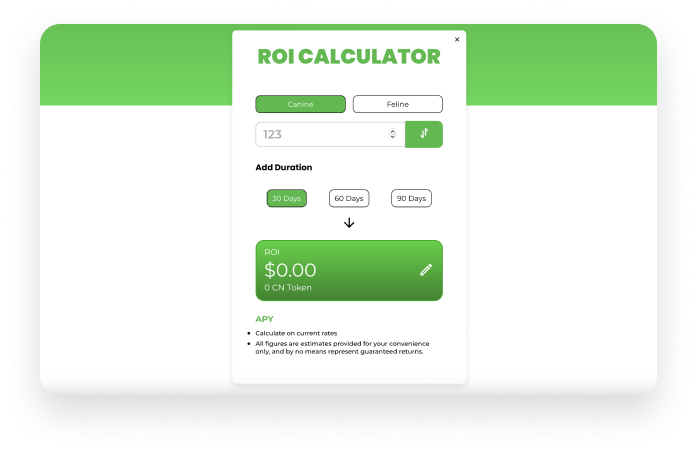 ROI CALCULATOR
Canine Feline
123
Add Duration
30 Days 60 Days 90 Days
ROI
$0.00
0 CN Token
APY
Calculate on current rates
All figures are estimates provided for your convenience
only, and by no means represent guaranteed returns.